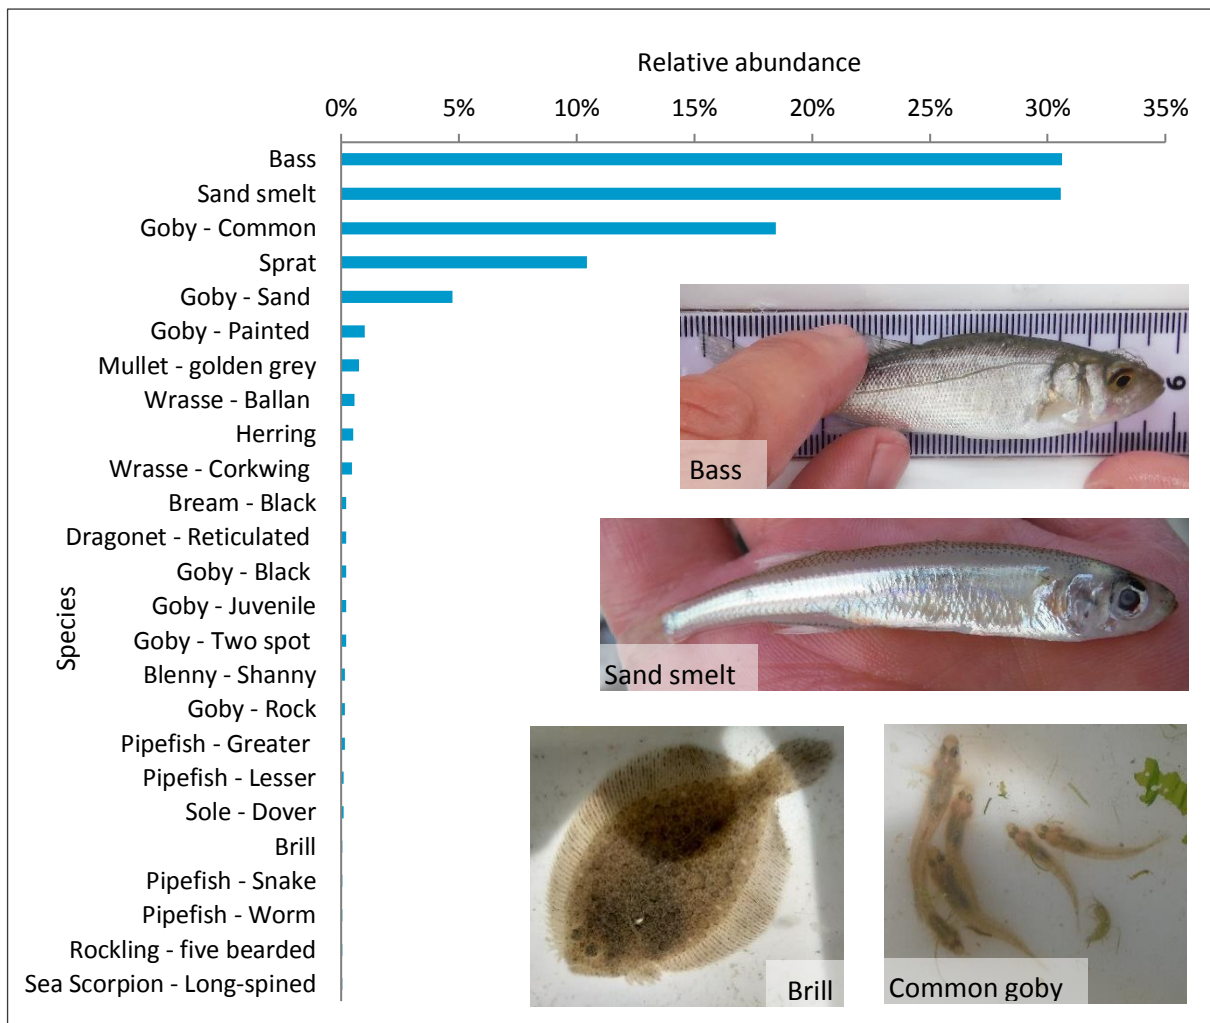 Relative abundance
0% 5% 10% 15% 20% 25% 30% 35%
Species
Bass
Sand smelt
Goby - Common
Sprat
Goby - Sand
Goby - Painted
Mullet - golden grey
Wrasse - Ballan
Herring
Wrasse - Corkwing
Bream - Black
Dragonet - Reticulated
Goby - Black
Goby - Juvenile
Goby - Two spot
Blenny - Shanny
Goby - Rock
Pipefish - Greater
Pipefish - Lesser
Sole - Dover
Brill
Pipefish - Snake
Pipefish - Worm
Rockling - five bearded
Sea Scorpion - Long-spined
Bass
Sand smelt
Brill
Common goby